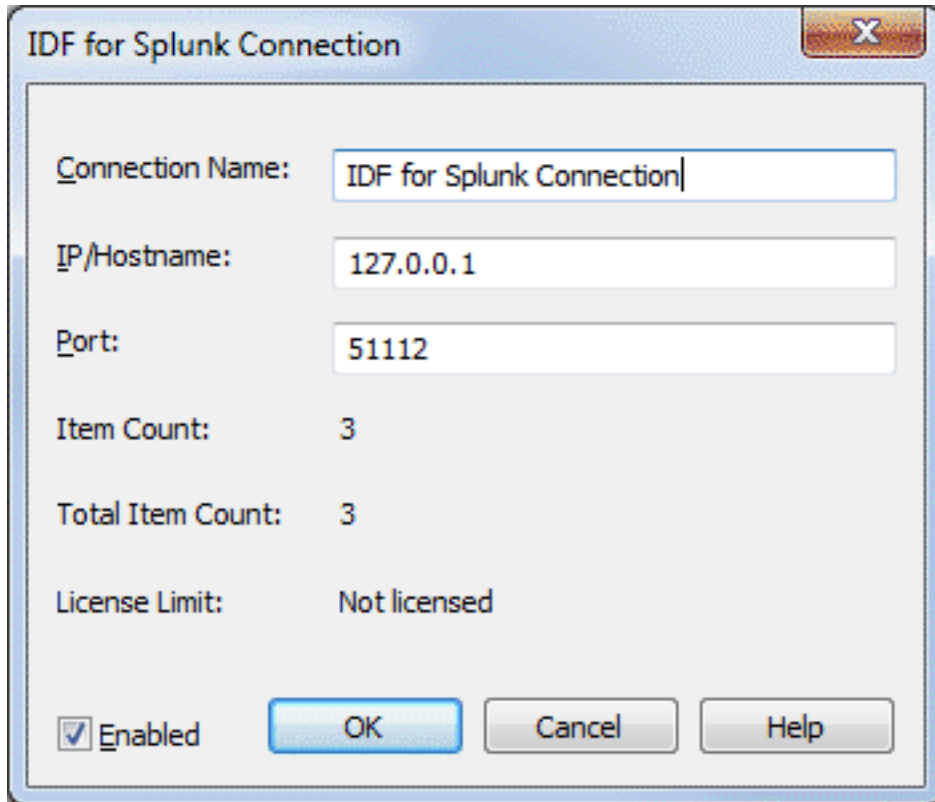 IDF for Splunk Connection
Connection Name: IDF for Splunk Connection
IP/Hostname: 127.0.0.1
Port: 51112
Item Count: 3
Total Item Count: 3
License Limit: Not licensed
Enabled OK Cancel Help